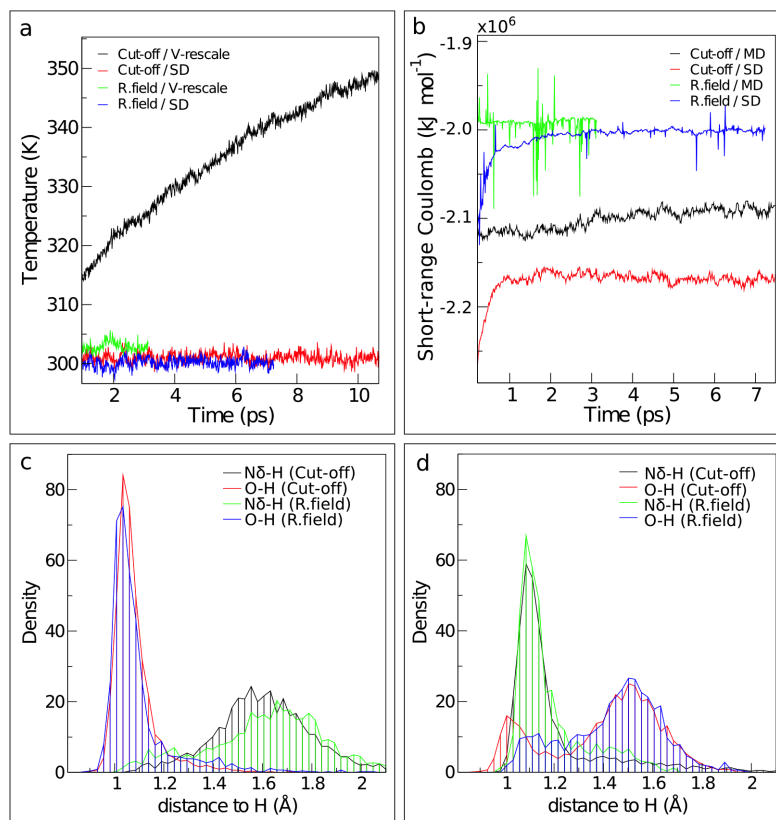 a
Cut-off / V-rescale
Cut-off / SD
R.field / V-rescale
R.field / SD
350
340
330
320
310
300
Temperature (K)
2 4 6 8 10
Time (ps)
x10⁶
b
Cut-off / MD
Cut-off / SD
R.field / MD
R.field / SD
-1.9
-2.0
-2.1
-2.2
Short-range Coulomb (kJ mol⁻¹)
1 2 3 4 5 6 7
Time (ps)
c
Nδ-H (Cut-off)
O-H (Cut-off)
Nδ-H (R.field)
O-H (R.field)
80
60
40
20
0
Density
1 1.2 1.4 1.6 1.8 2
distance to H (Å)
d
Nδ-H (Cut-off)
O-H (Cut-off)
Nδ-H (R.field)
O-H (R.field)
80
60
40
20
0
Density
1 1.2 1.4 1.6 1.8 2
distance to H (Å)